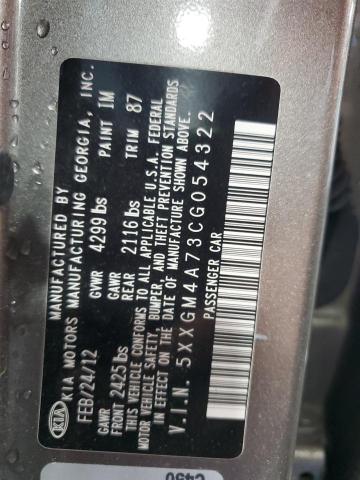 MANUFACTURED BY
KIA KIA MOTORS MANUFACTURING GEORGIA, INC.
FEB/24/12 GVWR 4299 lbs PAINT IM
GAWR FRONT 2425 lbs GAWR REAR 2116 lbs TRIM 87
THIS VEHICLE CONFORMS TO ALL APPLICABLE U.S.A. FEDERAL
MOTOR VEHICLE SAFETY, BUMPER, AND THEFT PREVENTION STANDARDS
IN EFFECT ON THE DATE OF MANUFACTURE SHOWN ABOVE.
V.I.N. 5XXGM4A73CG054322
PASSENGER CAR
C450